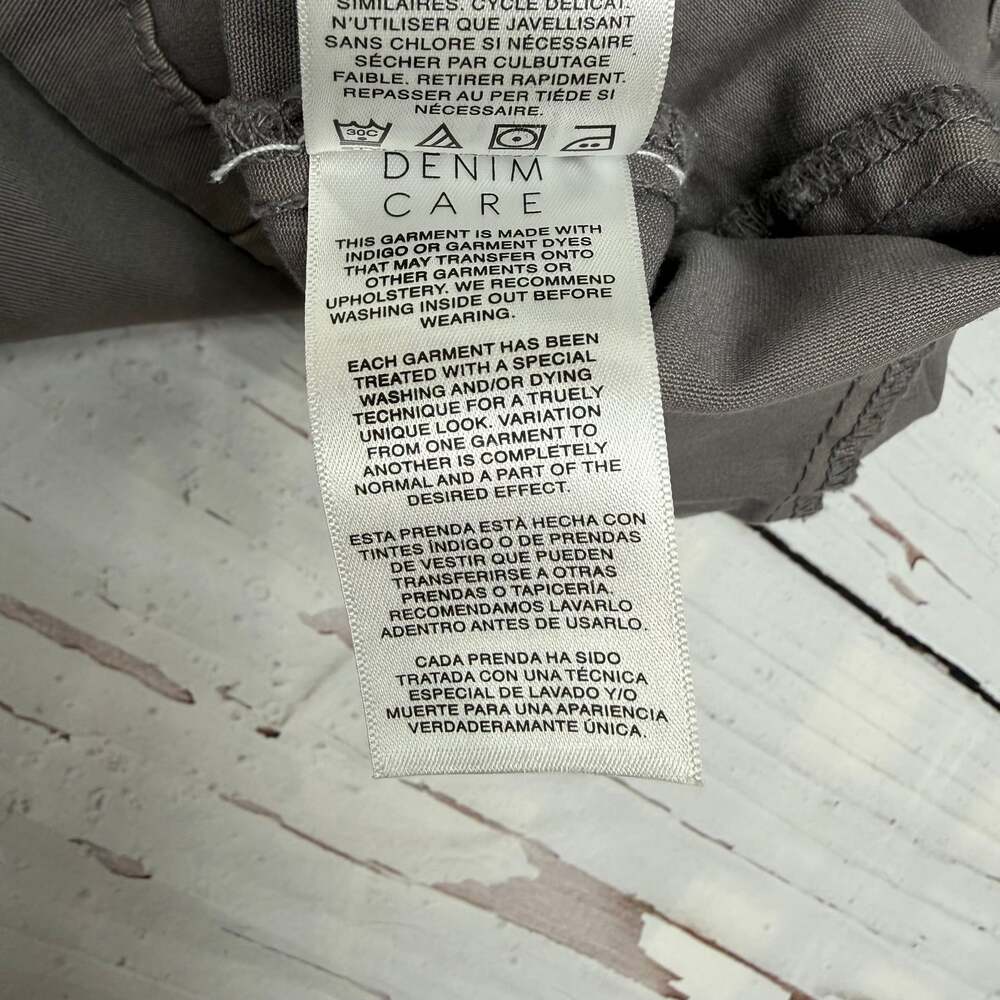 SIMILAIRES. CYCLE DÉLICAT.
N'UTILISER QUE JAVELLISANT
SANS CHLORE SI NÉCESSAIRE
SÉCHER PAR CULBUTAGE
FAIBLE. RETIRER RAPIDMENT.
REPASSER AU PER TIÉDE SI
NÉCESSAIRE.
30C
DENIM
CARE
THIS GARMENT IS MADE WITH
INDIGO OR GARMENT DYES
THAT MAY TRANSFER ONTO
OTHER GARMENTS OR
UPHOLSTERY. WE RECOMMEND
WASHING INSIDE OUT BEFORE
WEARING.
EACH GARMENT HAS BEEN
TREATED WITH A SPECIAL
WASHING AND/OR DYING
TECHNIQUE FOR A TRUELY
UNIQUE LOOK. VARIATION
FROM ONE GARMENT TO
ANOTHER IS COMPLETELY
NORMAL AND A PART OF THE
DESIRED EFFECT.
ESTA PRENDA ESTÀ HECHA CON
TINTES ÍNDIGO O DE PRENDAS
DE VESTIR QUE PUEDEN
TRANSFERIRSE A OTRAS
PRENDAS O TAPICERÍA.
RECOMENDAMOS LAVARLO
ADENTRO ANTES DE USARLO.
CADA PRENDA HA SIDO
TRATADA CON UNA TÉCNICA
ESPECIAL DE LAVADO Y/O
MUERTE PARA UNA APARIENCIA
VERDADERAMANTE ÚNICA.